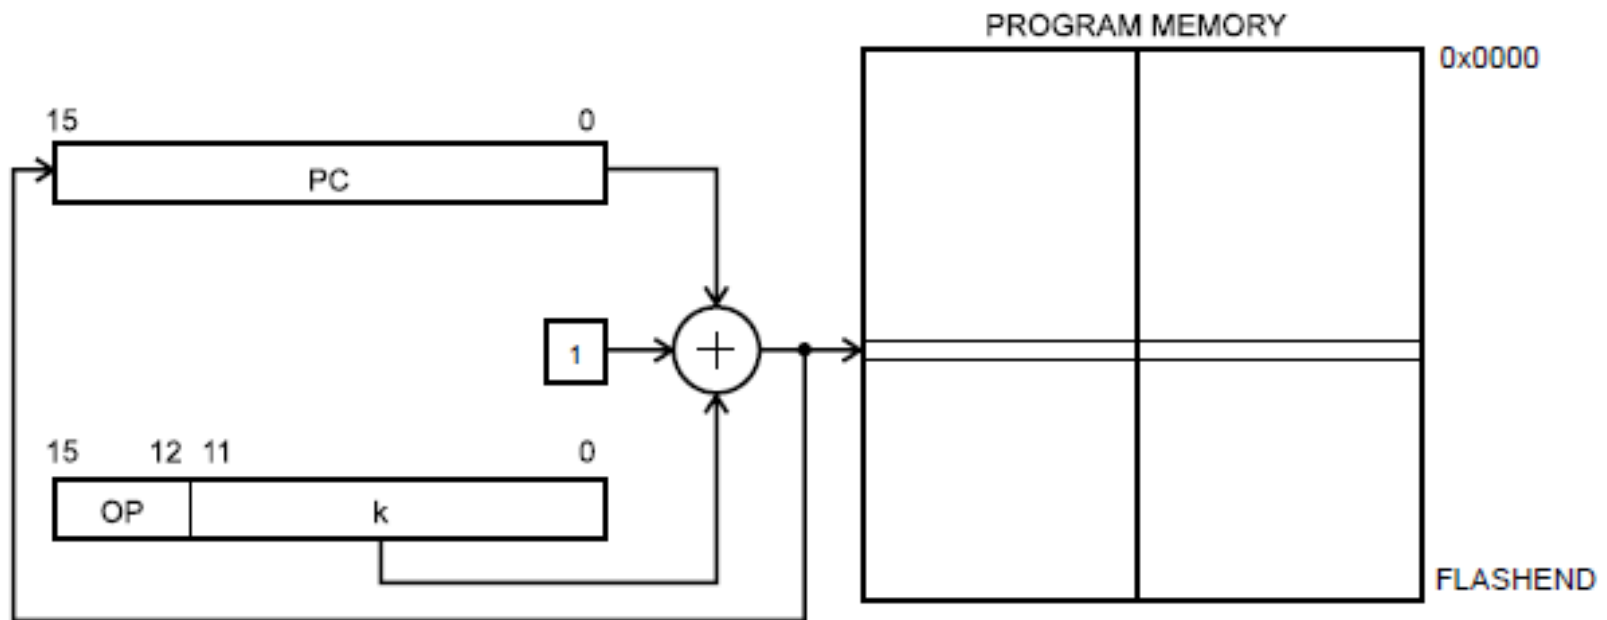 PROGRAM MEMORY
0x0000
15 0
PC
1
15 12 11 0
OP k
FLASHEND